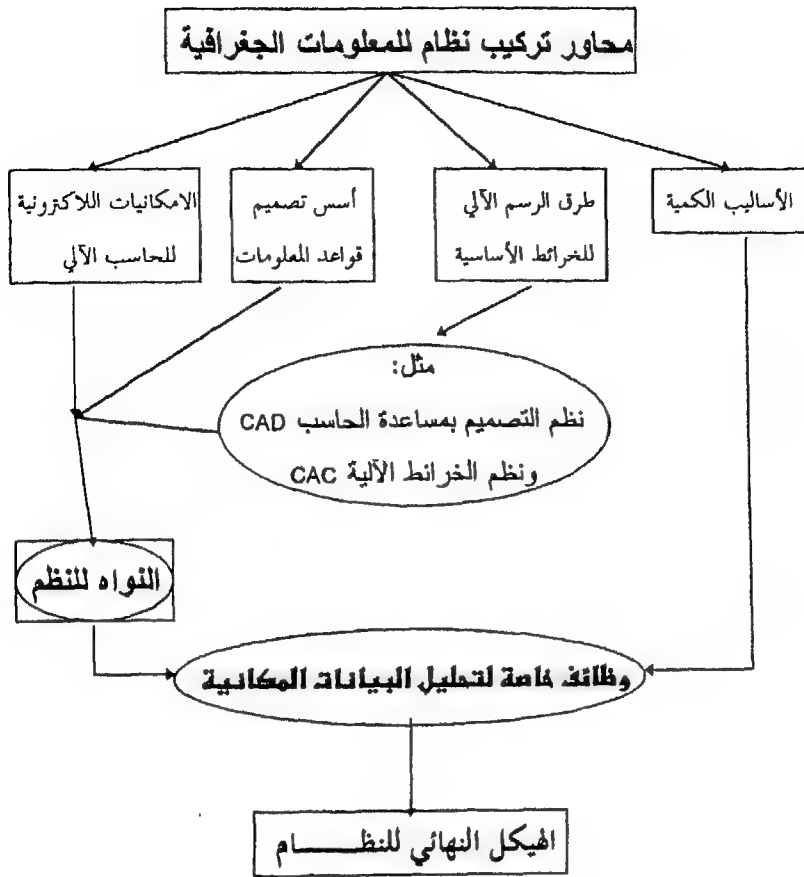 محاور تركيب نظام للمعلومات الجغرافية
الأساليب الكمية
طرق الرسم الآلي
للخرائط الأساسية
أسس تصميم
قواعد المعلومات
الامكانيات اللاكترونية
للحاسب الآلي
مثل:
نظم التصميم بمساعدة الحاسب CAD
ونظم الخرائط الآلية CAC
النواه للنظم
وظائف خاصة لتحليل البيانات المكانية
الهيكل النهائي للنظـــــام